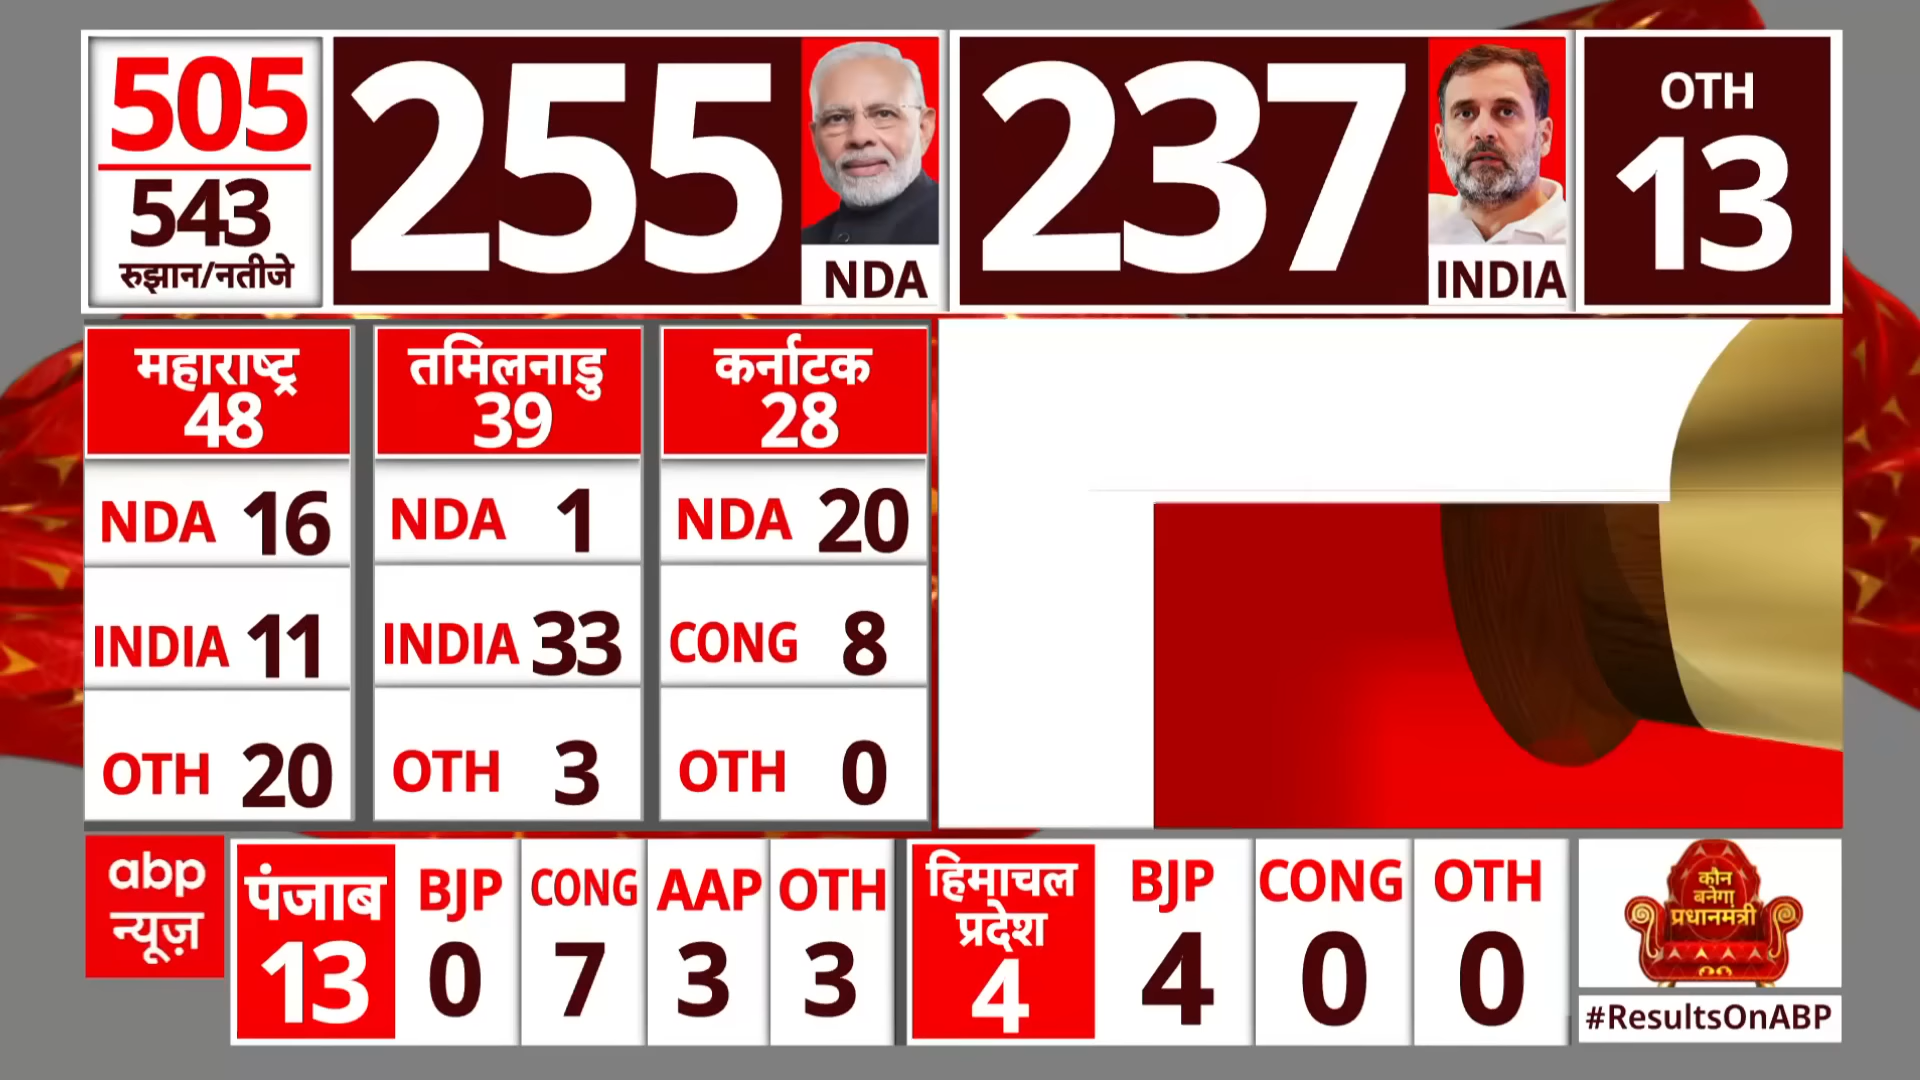 505
543
रुझान/नतीजे
255
NDA
237
INDIA
OTH
13
महाराष्ट्र
48
NDA 16
INDIA 11
OTH 20
तमिलनाडु
39
NDA 1
INDIA 33
OTH 3
कर्नाटक
28
NDA 20
CONG 8
OTH 0
abp
न्यूज़
पंजाब
13
BJP
0
CONG
7
AAP
3
OTH
3
हिमाचल
प्रदेश
4
BJP
4
CONG
0
OTH
0
कौन
बनेगा
प्रधानमंत्री
#ResultsOnABP